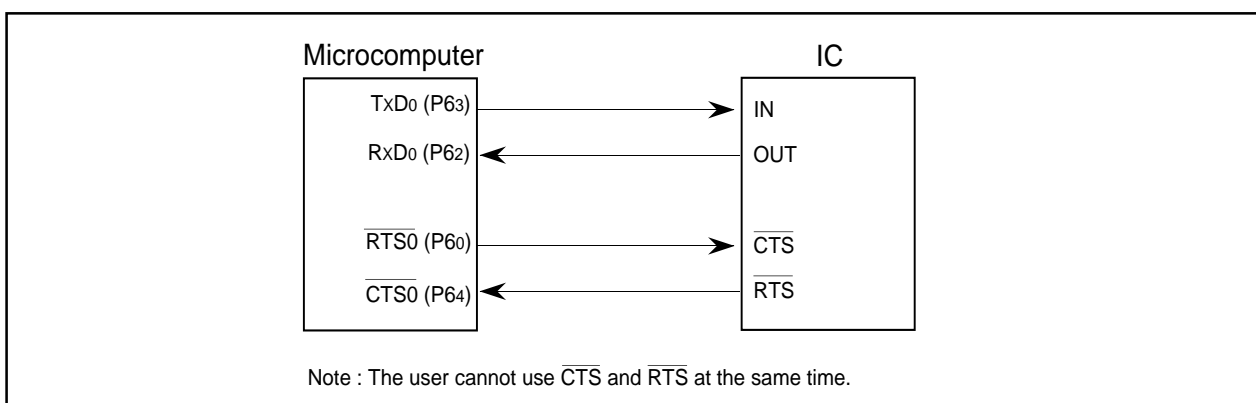 Microcomputer
IC
TxD0 (P63)
IN
RxD0 (P62)
OUT
RTS0 (P60)
CTS
CTS0 (P64)
RTS
Note : The user cannot use CTS and RTS at the same time.